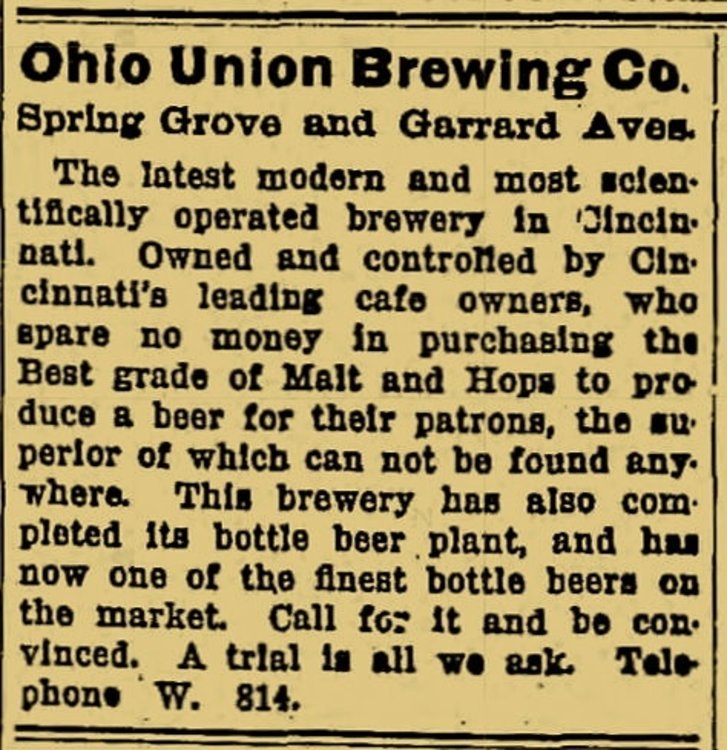 Ohio Union Brewing Co.
Spring Grove and Garrard Aves.
The latest modern and most scien-
tifically operated brewery in Cincin-
nati. Owned and controlled by Cin-
cinnati's leading cafe owners, who
spare no money in purchasing the
Best grade of Malt and Hops to pro-
duce a beer for their patrons, the su-
perior of which can not be found any-
where. This brewery has also com-
pleted its bottle beer plant, and has
now one of the finest bottle beers on
the market. Call for it and be con-
vinced. A trial is all we ask. Tele-
phone W. 814.